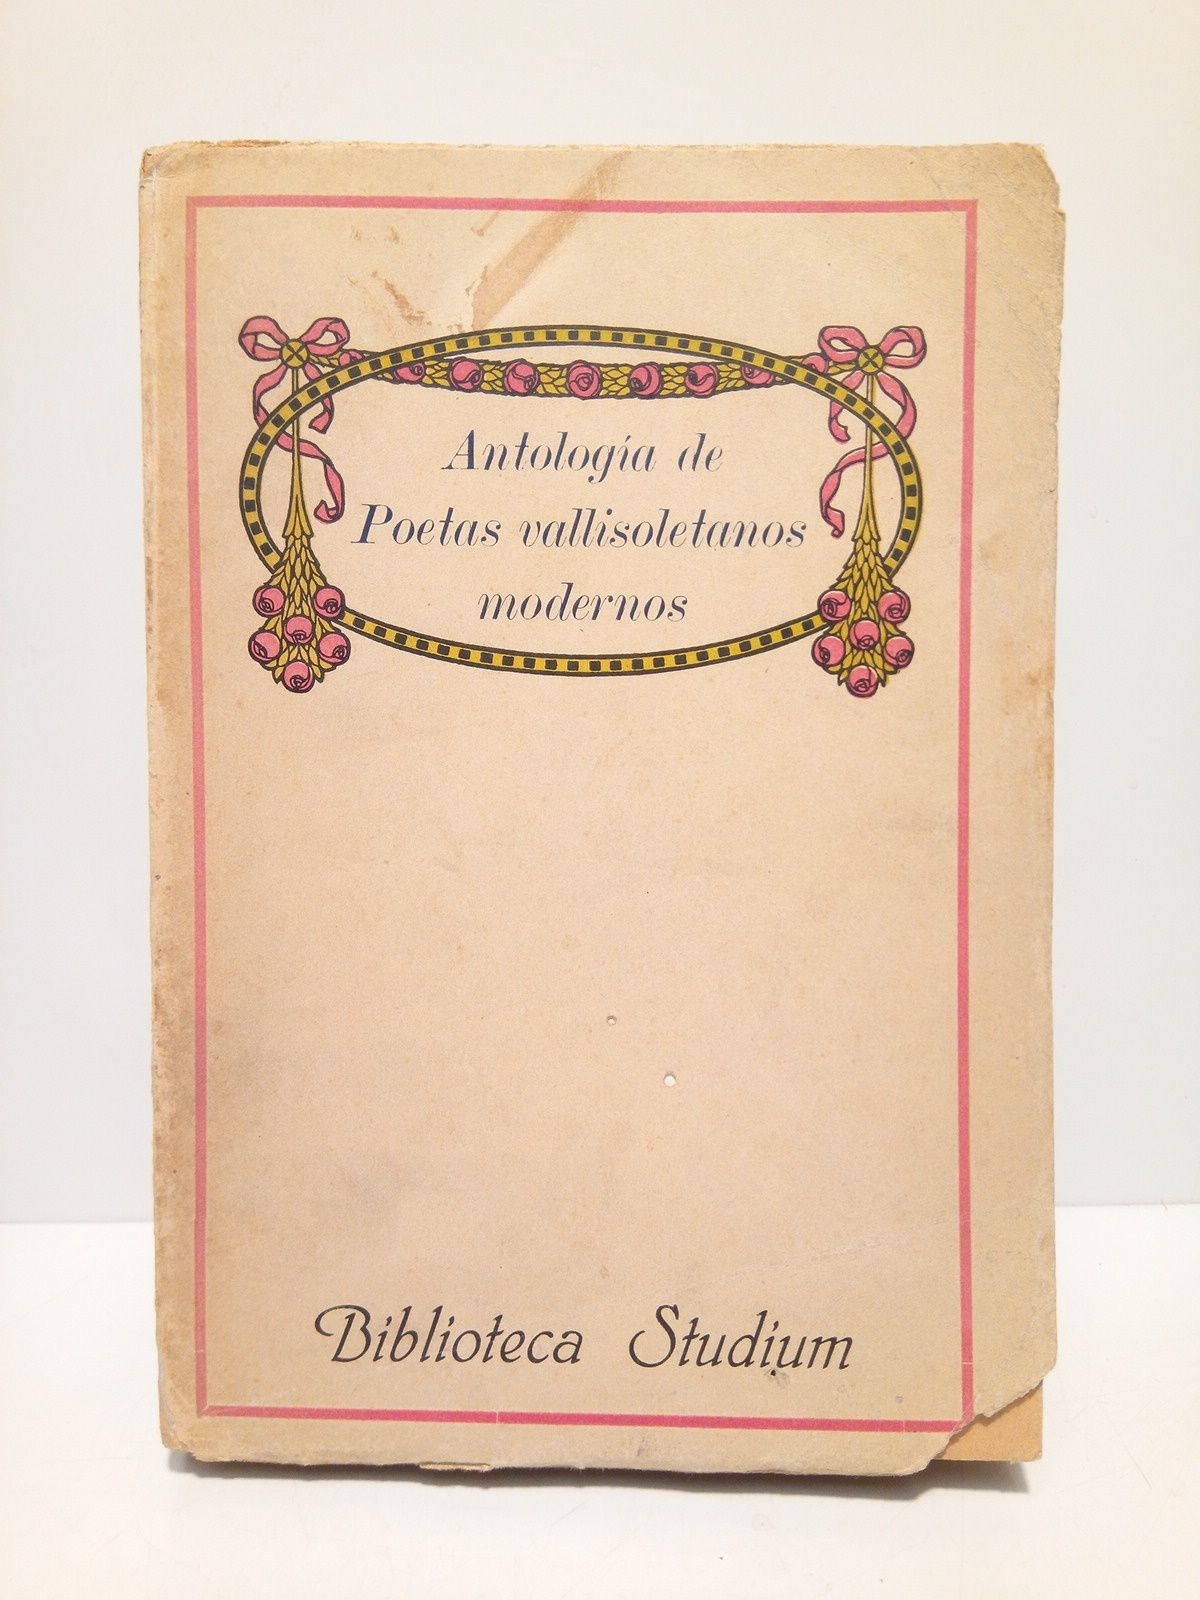 Antología de
Poetas vallisoletanos
modernos
Biblioteca Studium